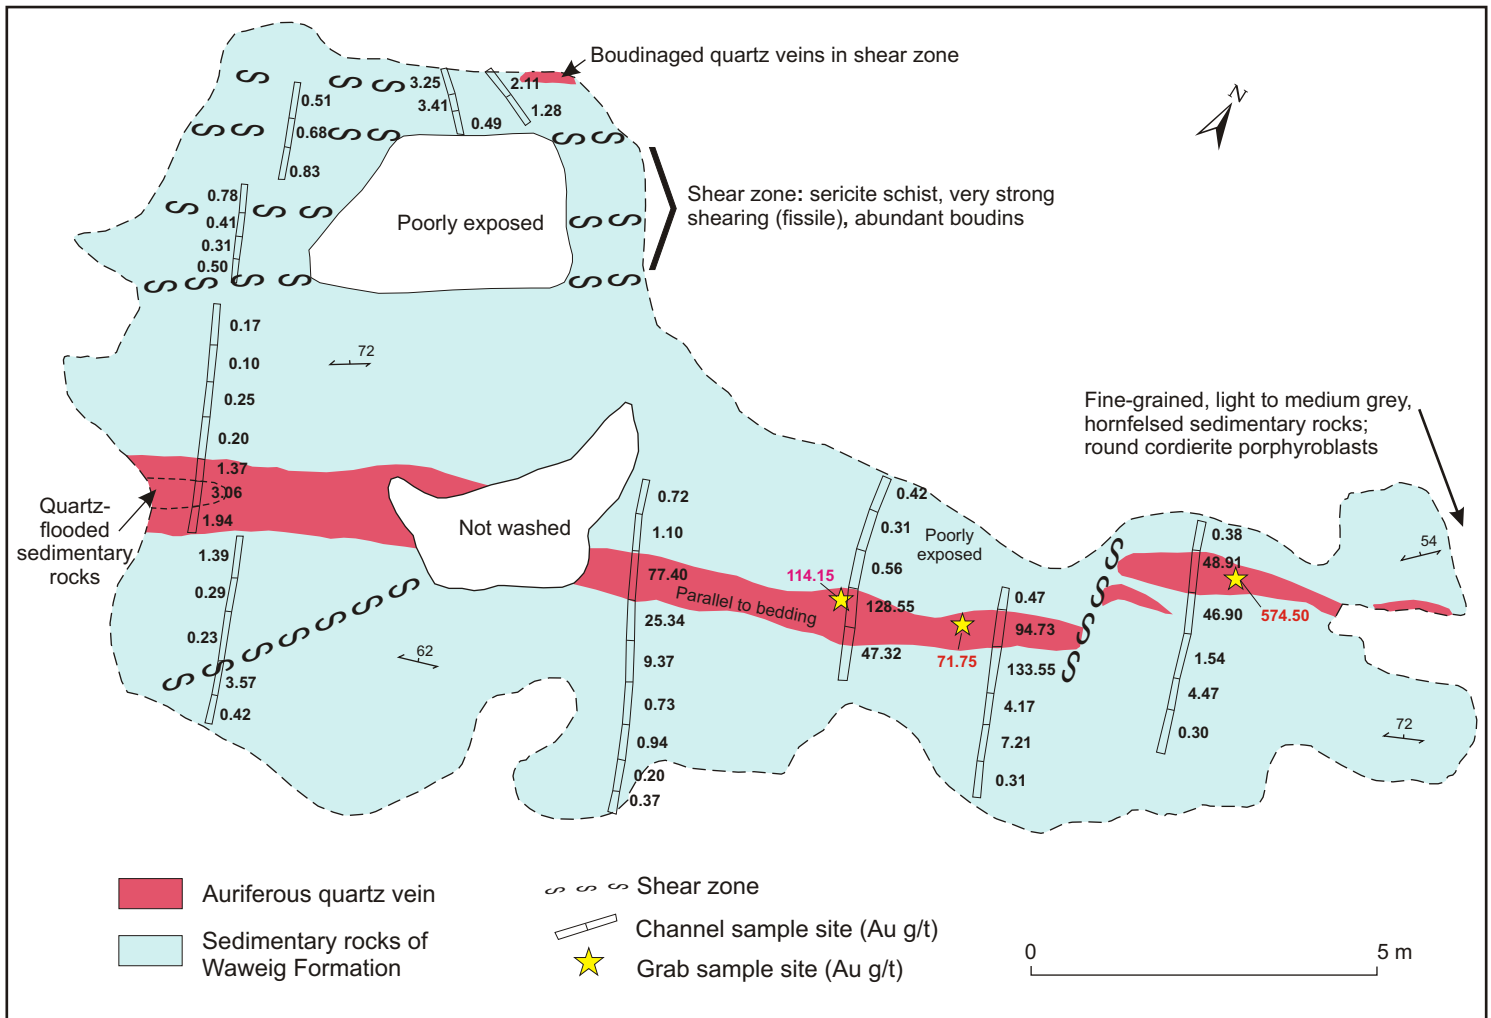 Boudinaged quartz veins in shear zone
N
3.25
2.11
0.51
3.41
1.28
0.49
0.68
0.83
0.78
Shear zone: sericite schist, very strong
shearing (fissile), abundant boudins
0.41
Poorly exposed
0.31
0.50
0.17
72
0.10
0.25
Fine-grained, light to medium grey,
hornfelsed sedimentary rocks;
round cordierite porphyroblasts
0.20
1.37
3.06
1.94
Quartz-
flooded
sedimentary
rocks
Not washed
0.72
1.10
0.42
0.31
0.56
Poorly
exposed
0.38
54
1.39
0.29
0.23
3.57
0.42
62
77.40
Parallel to bedding
114.15
128.55
0.47
48.91
25.34
94.73
46.90
574.50
9.37
47.32
71.75
133.55
1.54
0.73
4.17
4.47
0.94
7.21
0.30
72
0.20
0.31
0.37
Auriferous quartz vein
Sedimentary rocks of
Waweig Formation
Shear zone
Channel sample site (Au g/t)
Grab sample site (Au g/t)
0
5 m